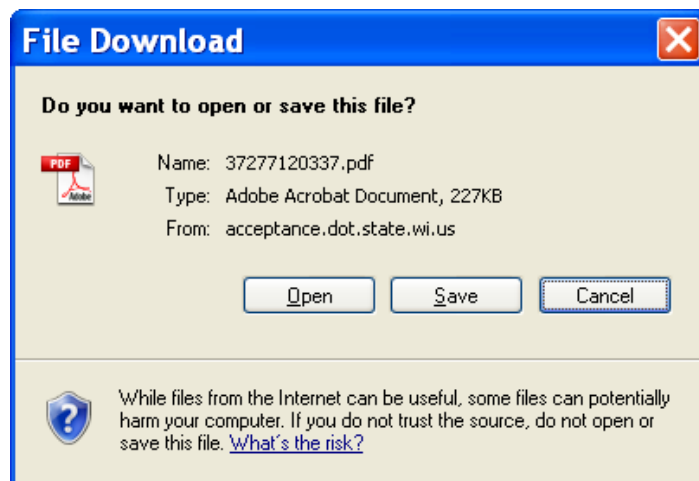 File Download
Do you want to open or save this file?
PDF
Adobe
Name: 37277120337.pdf
Type: Adobe Acrobat Document, 227KB
From: acceptance.dot.state.wi.us
Open Save Cancel
?
While files from the Internet can be useful, some files can potentially
harm your computer. If you do not trust the source, do not open or
save this file. What's the risk?